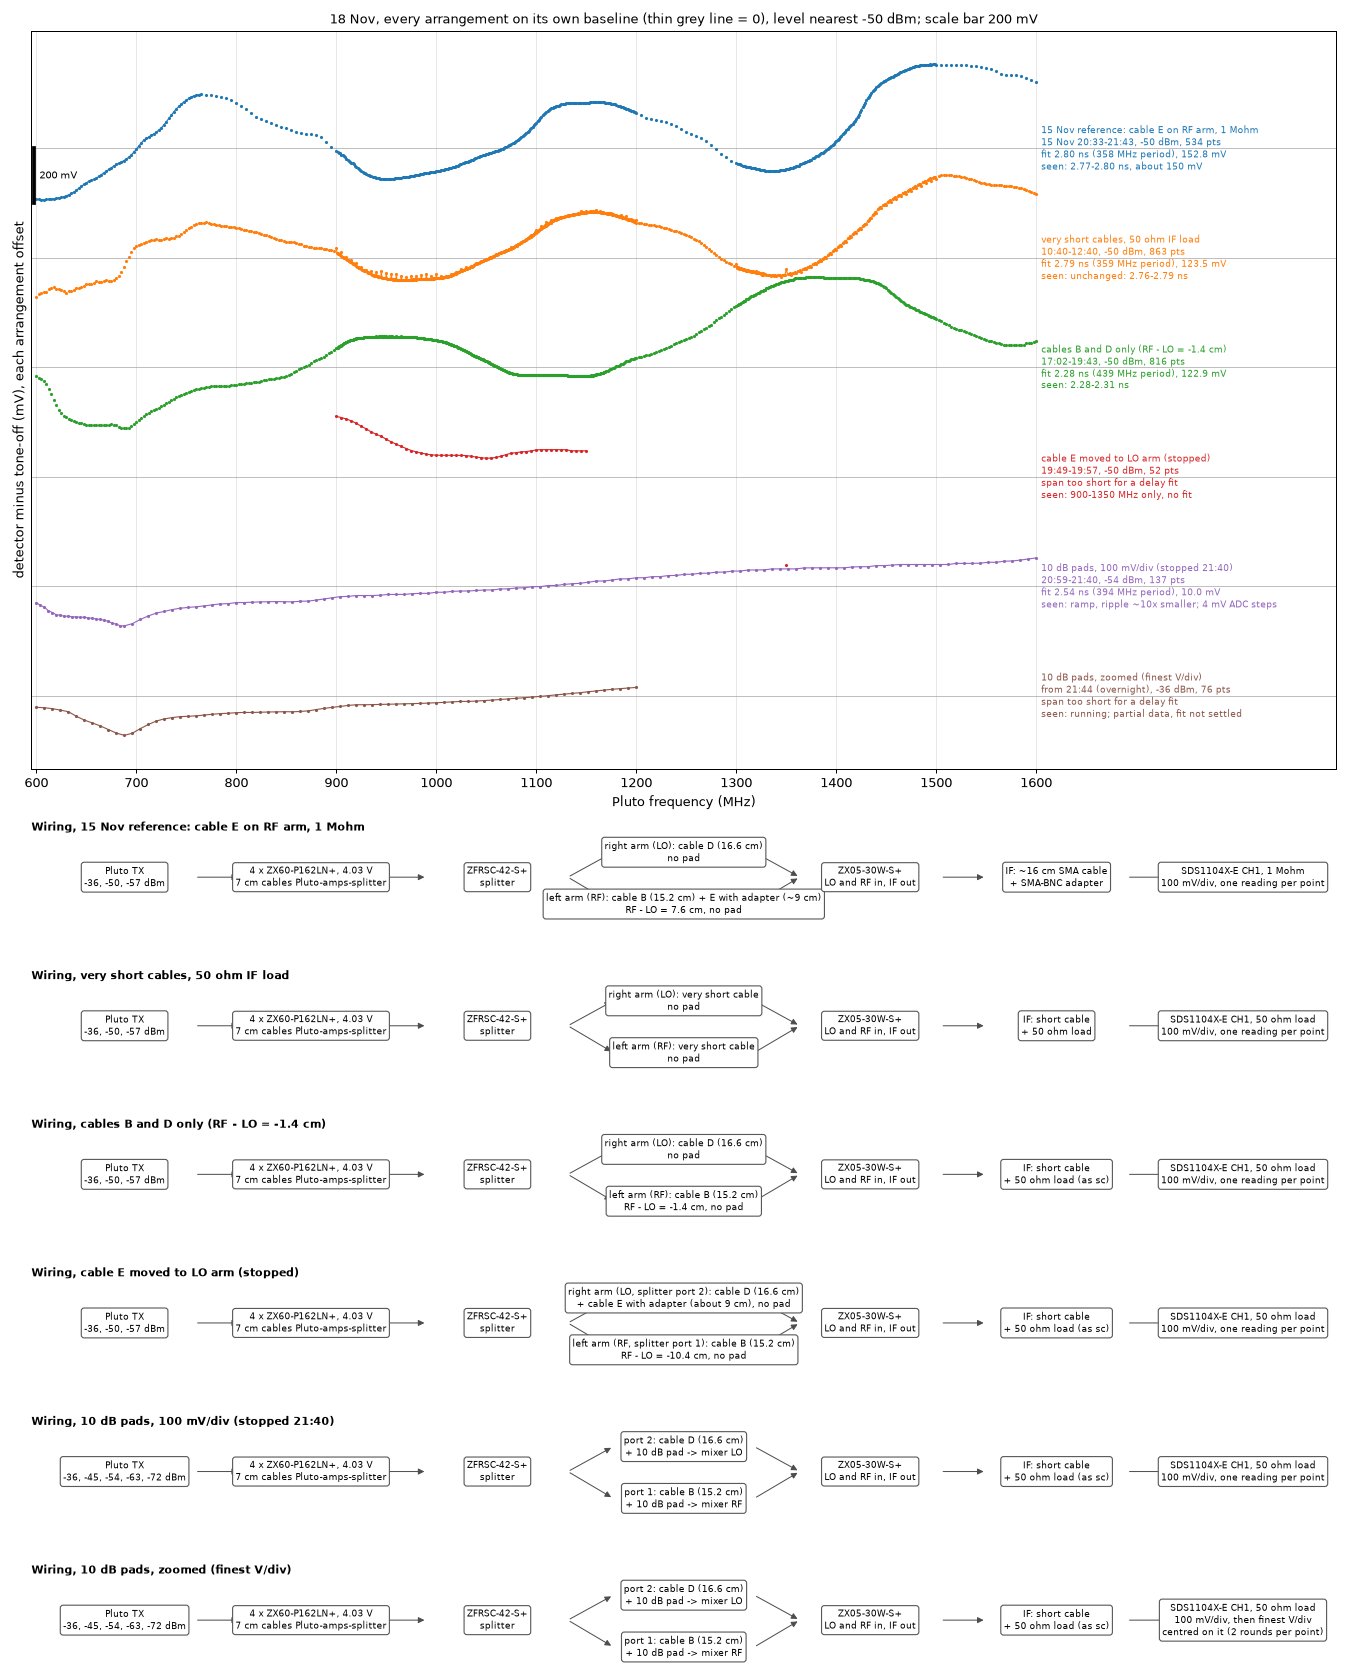 18 Nov, every arrangement on its own baseline (thin grey line = 0), level nearest -50 dBm; scale bar 200 mV
detector minus tone-off (mV), each arrangement offset
200 mV
15 Nov reference: cable E on RF arm, 1 Mohm
15 Nov 20:33-21:43, -50 dBm, 534 pts
fit 2.80 ns (358 MHz period), 152.8 mV
seen: 2.77-2.80 ns, about 150 mV
very short cables, 50 ohm IF load
10:40-12:40, -50 dBm, 863 pts
fit 2.79 ns (359 MHz period), 123.5 mV
seen: unchanged: 2.76-2.79 ns
cables B and D only (RF - LO = -1.4 cm)
17:02-19:43, -50 dBm, 816 pts
fit 2.28 ns (439 MHz period), 122.9 mV
seen: 2.28-2.31 ns
cable E moved to LO arm (stopped)
19:49-19:57, -50 dBm, 52 pts
span too short for a delay fit
seen: 900-1350 MHz only, no fit
10 dB pads, 100 mV/div (stopped 21:40)
20:59-21:40, -54 dBm, 137 pts
fit 2.54 ns (394 MHz period), 10.0 mV
seen: ramp, ripple ~10x smaller; 4 mV ADC steps
10 dB pads, zoomed (finest V/div)
from 21:44 (overnight), -36 dBm, 76 pts
span too short for a delay fit
seen: running; partial data, fit not settled
600 700 800 900 1000 1100 1200 1300 1400 1500 1600
Pluto frequency (MHz)
Wiring, 15 Nov reference: cable E on RF arm, 1 Mohm
Pluto TX
-36, -50, -57 dBm
4 x ZX60-P162LN+, 4.03 V
7 cm cables Pluto-amps-splitter
ZFRSC-42-S+
splitter
right arm (LO): cable D (16.6 cm)
no pad
left arm (RF): cable B (15.2 cm) + E with adapter (~9 cm)
RF - LO = 7.6 cm, no pad
ZX05-30W-S+
LO and RF in, IF out
IF: ~16 cm SMA cable
+ SMA-BNC adapter
SDS1104X-E CH1, 1 Mohm
100 mV/div, one reading per point
Wiring, very short cables, 50 ohm IF load
Pluto TX
-36, -50, -57 dBm
4 x ZX60-P162LN+, 4.03 V
7 cm cables Pluto-amps-splitter
ZFRSC-42-S+
splitter
right arm (LO): very short cable
no pad
left arm (RF): very short cable
no pad
ZX05-30W-S+
LO and RF in, IF out
IF: short cable
+ 50 ohm load
SDS1104X-E CH1, 50 ohm load
100 mV/div, one reading per point
Wiring, cables B and D only (RF - LO = -1.4 cm)
Pluto TX
-36, -50, -57 dBm
4 x ZX60-P162LN+, 4.03 V
7 cm cables Pluto-amps-splitter
ZFRSC-42-S+
splitter
right arm (LO): cable D (16.6 cm)
no pad
left arm (RF): cable B (15.2 cm)
RF - LO = -1.4 cm, no pad
ZX05-30W-S+
LO and RF in, IF out
IF: short cable
+ 50 ohm load (as sc)
SDS1104X-E CH1, 50 ohm load
100 mV/div, one reading per point
Wiring, cable E moved to LO arm (stopped)
Pluto TX
-36, -50, -57 dBm
4 x ZX60-P162LN+, 4.03 V
7 cm cables Pluto-amps-splitter
ZFRSC-42-S+
splitter
right arm (LO, splitter port 2): cable D (16.6 cm)
+ cable E with adapter (about 9 cm), no pad
left arm (RF, splitter port 1): cable B (15.2 cm)
RF - LO = -10.4 cm, no pad
ZX05-30W-S+
LO and RF in, IF out
IF: short cable
+ 50 ohm load (as sc)
SDS1104X-E CH1, 50 ohm load
100 mV/div, one reading per point
Wiring, 10 dB pads, 100 mV/div (stopped 21:40)
Pluto TX
-36, -45, -54, -63, -72 dBm
4 x ZX60-P162LN+, 4.03 V
7 cm cables Pluto-amps-splitter
ZFRSC-42-S+
splitter
port 2: cable D (16.6 cm)
+ 10 dB pad -> mixer LO
port 1: cable B (15.2 cm)
+ 10 dB pad -> mixer RF
ZX05-30W-S+
LO and RF in, IF out
IF: short cable
+ 50 ohm load (as sc)
SDS1104X-E CH1, 50 ohm load
100 mV/div, one reading per point
Wiring, 10 dB pads, zoomed (finest V/div)
Pluto TX
-36, -45, -54, -63, -72 dBm
4 x ZX60-P162LN+, 4.03 V
7 cm cables Pluto-amps-splitter
ZFRSC-42-S+
splitter
port 2: cable D (16.6 cm)
+ 10 dB pad -> mixer LO
port 1: cable B (15.2 cm)
+ 10 dB pad -> mixer RF
ZX05-30W-S+
LO and RF in, IF out
IF: short cable
+ 50 ohm load (as sc)
SDS1104X-E CH1, 50 ohm load
100 mV/div, then finest V/div
centred on it (2 rounds per point)